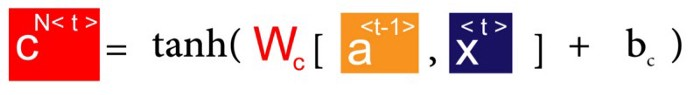 c^{N<t>} = tanh( W_c [ a^{<t-1>} , x^{<t>} ] + b_c )